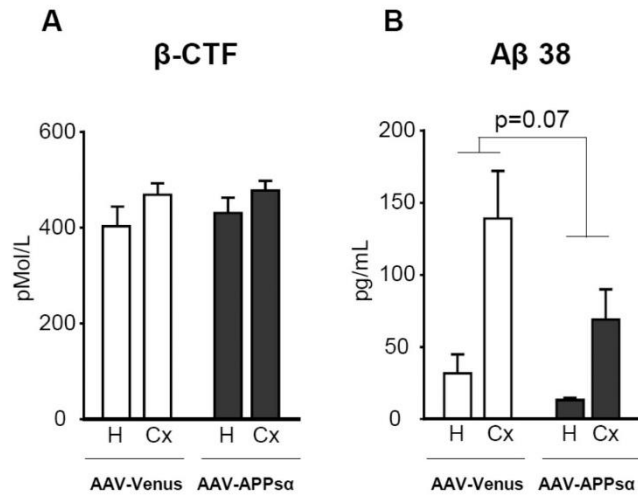 A
β-CTF
600
400
200
0
pMol/L
H Cx H Cx
AAV-Venus AAV-APPsα
B
Aβ 38
p=0.07
200
150
100
50
0
pg/mL
H Cx H Cx
AAV-Venus AAV-APPsα